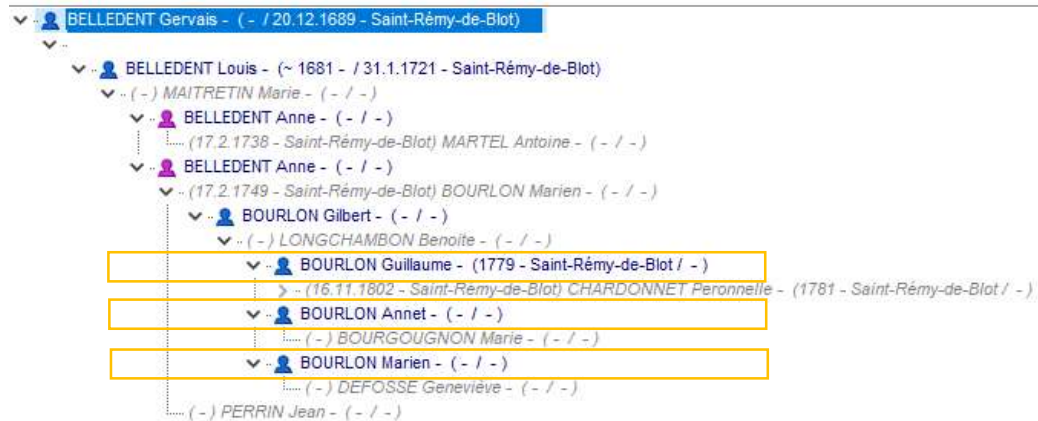 BELLEDENT Gervais - ( - / 20.12.1689 - Saint-Rémy-de-Blot)
BELLEDENT Louis - (~ 1681 - / 31.1.1721 - Saint-Rémy-de-Blot)
( - ) MAITRETIN Marie - ( - / - )
BELLEDENT Anne - ( - / - )
(17.2.1738 - Saint-Rémy-de-Blot) MARTEL Antoine - ( - / - )
BELLEDENT Anne - ( - / - )
(17.2.1749 - Saint-Rémy-de-Blot) BOURLON Marien - ( - / - )
BOURLON Gilbert - ( - / - )
( - ) LONGCHAMBON Benoite - ( - / - )
BOURLON Guillaume - (1779 - Saint-Rémy-de-Blot / - )
(16.11.1802 - Saint-Rémy-de-Blot) CHARDONNET Peronnelle - (1781 - Saint-Rémy-de-Blot / - )
BOURLON Annet - ( - / - )
( - ) BOURGOUGNON Marie - ( - / - )
BOURLON Marien - ( - / - )
( - ) DEFOSSE Geneviève - ( - / - )
( - ) PERRIN Jean - ( - / - )